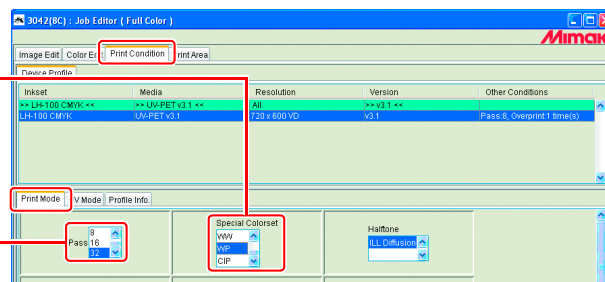 3042(8C) : Job Editor ( Full Color )
Mimak
Image Edit Color Ed Print Condition rint Area
Device Profile
Inkset Media Resolution Version Other Conditions
>> LH-100 CMYK << >> UV-PET v3.1 << All >> v3.1 <<
LH-100 CMYK UV-PET v3.1 720 x 600 VD v3.1 Pass:8, Overprint:1 time(s)
Print Mode V Mode Profile Info.
Special Colorset
8 WW Halftone
Pass 16 WP ILL Diffusion
32 CIP